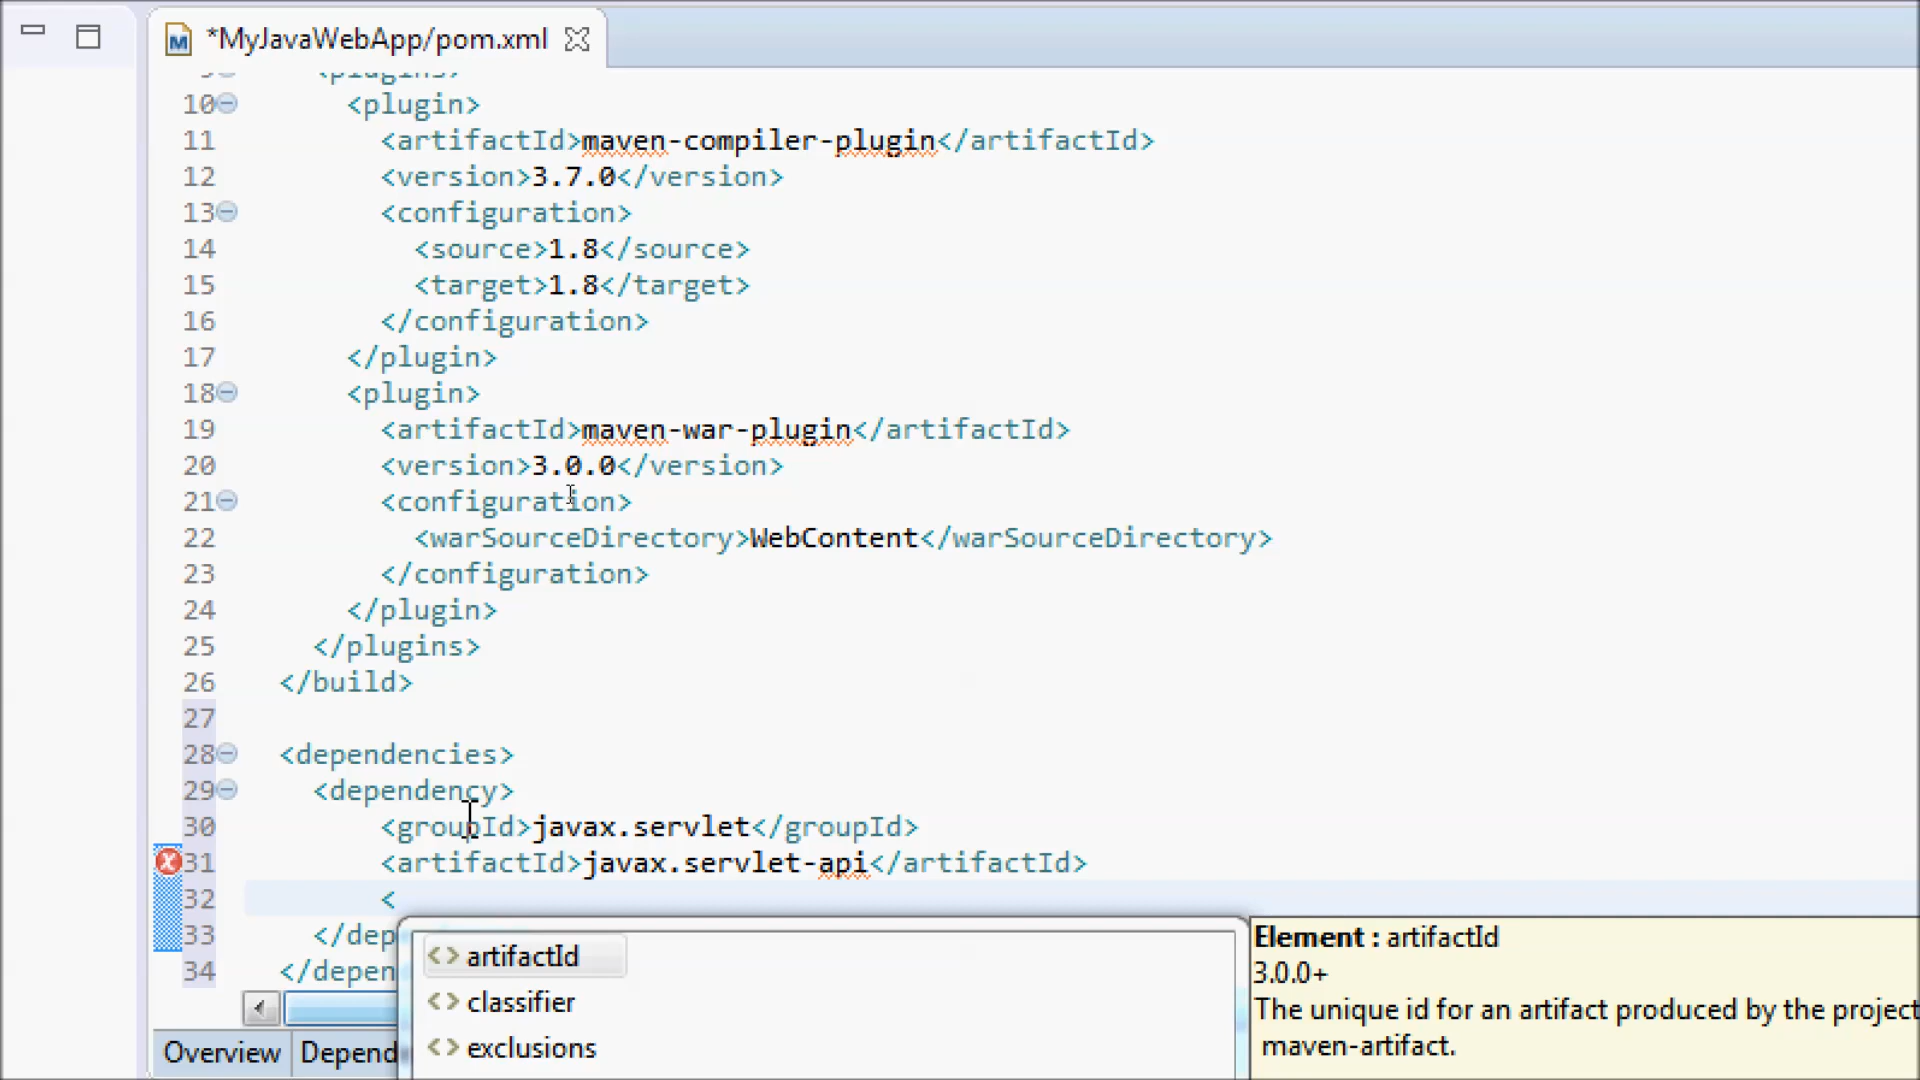 *MyJavaWebApp/pom.xml
9 <plugins>
10 <plugin>
11 <artifactId>maven-compiler-plugin</artifactId>
12 <version>3.7.0</version>
13 <configuration>
14 <source>1.8</source>
15 <target>1.8</target>
16 </configuration>
17 </plugin>
18 <plugin>
19 <artifactId>maven-war-plugin</artifactId>
20 <version>3.0.0</version>
21 <configuration>
22 <warSourceDirectory>WebContent</warSourceDirectory>
23 </configuration>
24 </plugin>
25 </plugins>
26 </build>
27
28 <dependencies>
29 <dependency>
30 <groupId>javax.servlet</groupId>
31 <artifactId>javax.servlet-api</artifactId>
32 <
33 </dep
34 </depen
<> artifactId
<> classifier
<> exclusions
Element : artifactId
3.0.0+
The unique id for an artifact produced by the project
maven-artifact.
Overview
Depend